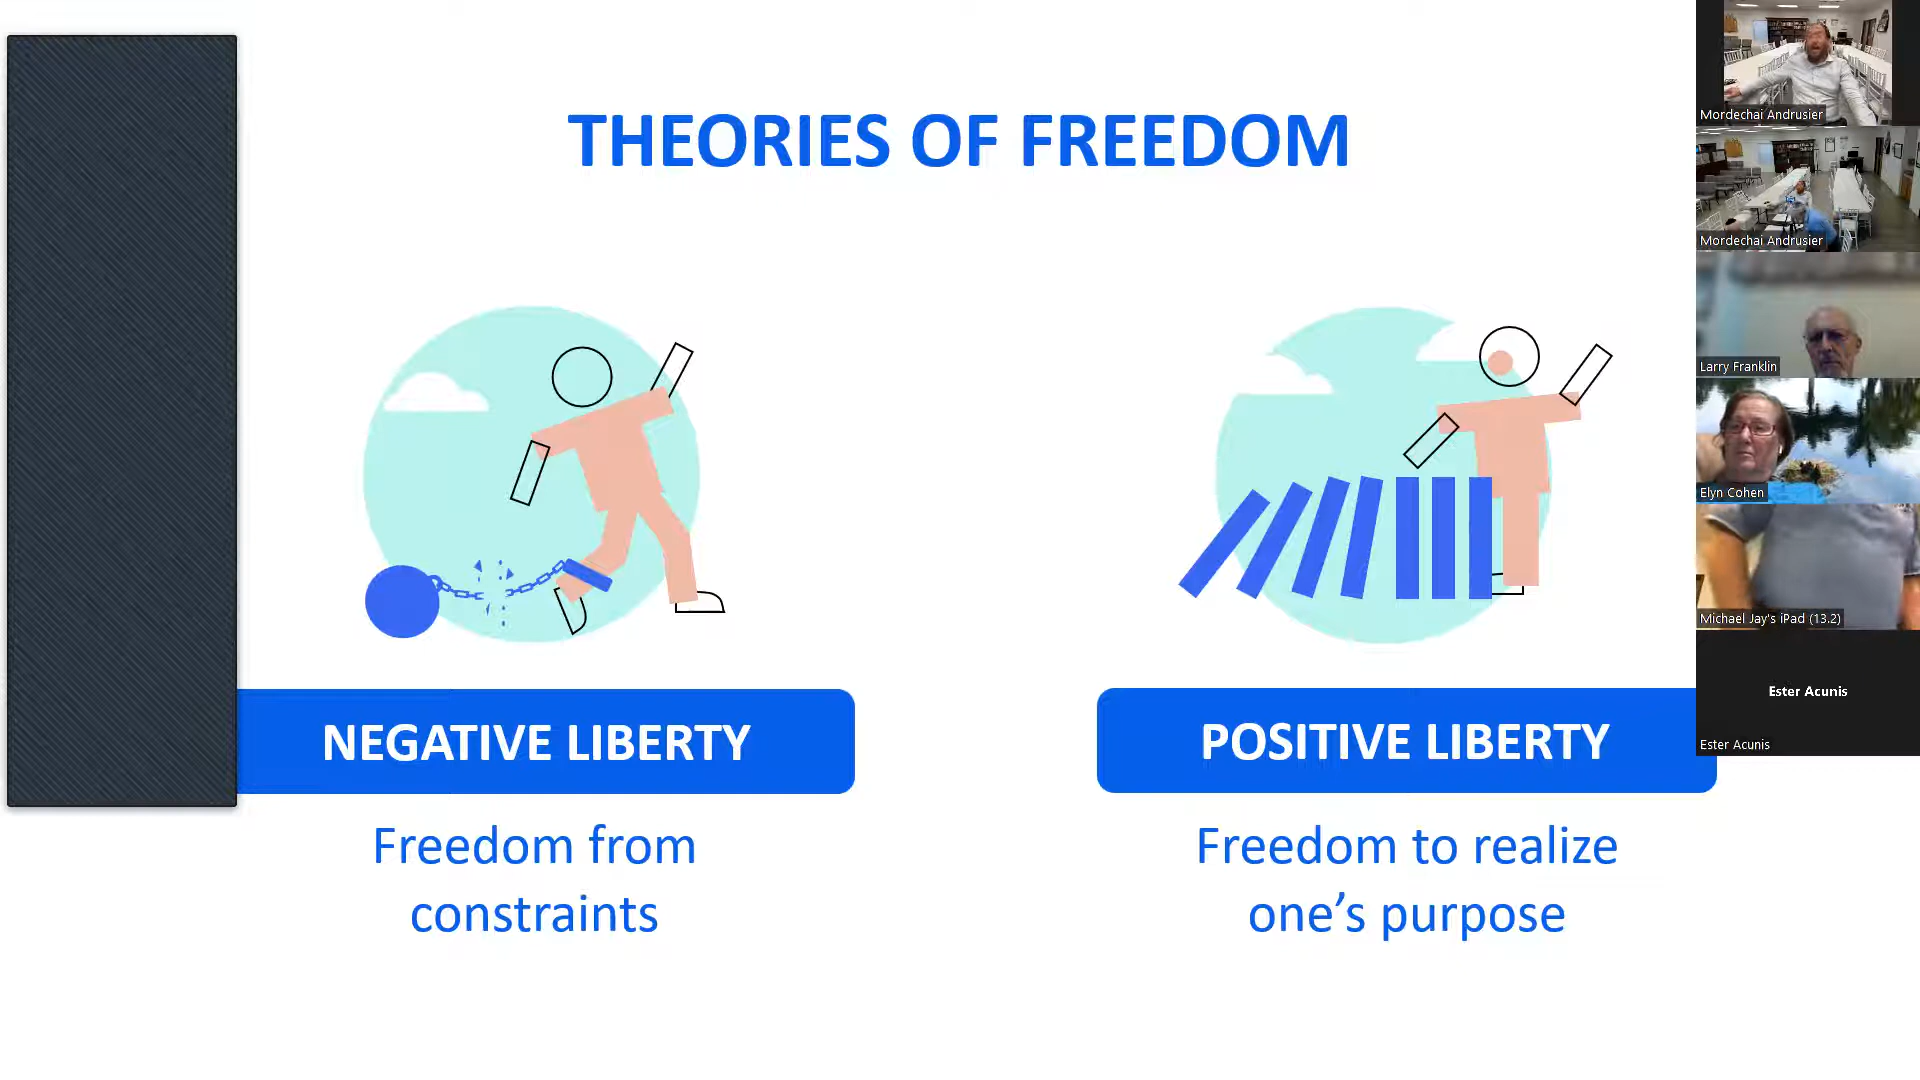 THEORIES OF FREEDOM
NEGATIVE LIBERTY
Freedom from
constraints
POSITIVE LIBERTY
Freedom to realize
one’s purpose
Mordechai Andrusier
Mordechai Andrusier
Larry Franklin
Elyn Cohen
Michael Jay's iPad (13.2)
Ester Acunis
Ester Acunis